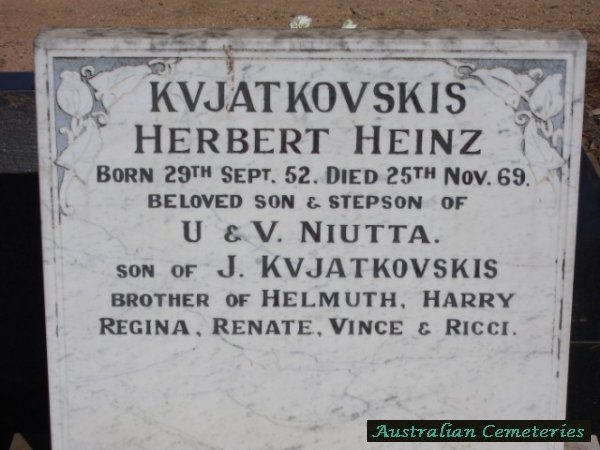 KVJATKOVSKIS
HERBERT HEINZ
BORN 29TH SEPT. 52. DIED 25TH NOV. 69.
BELOVED SON & STEPSON OF
U & V. NIUTTA.
SON OF J. KVJATKOVSKIS
BROTHER OF HELMUTH, HARRY
REGINA, RENATE, VINCE & RICCI.
Australian Cemeteries